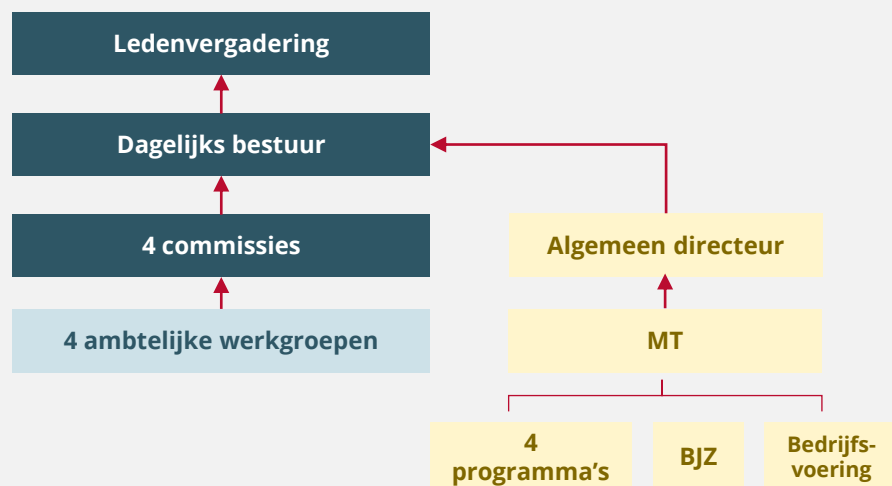 Ledenvergadering
Dagelijks bestuur
4 commissies
Algemeen directeur
4 ambtelijke werkgroepen
MT
4
programma’s
BJZ
Bedrijfs-
voering